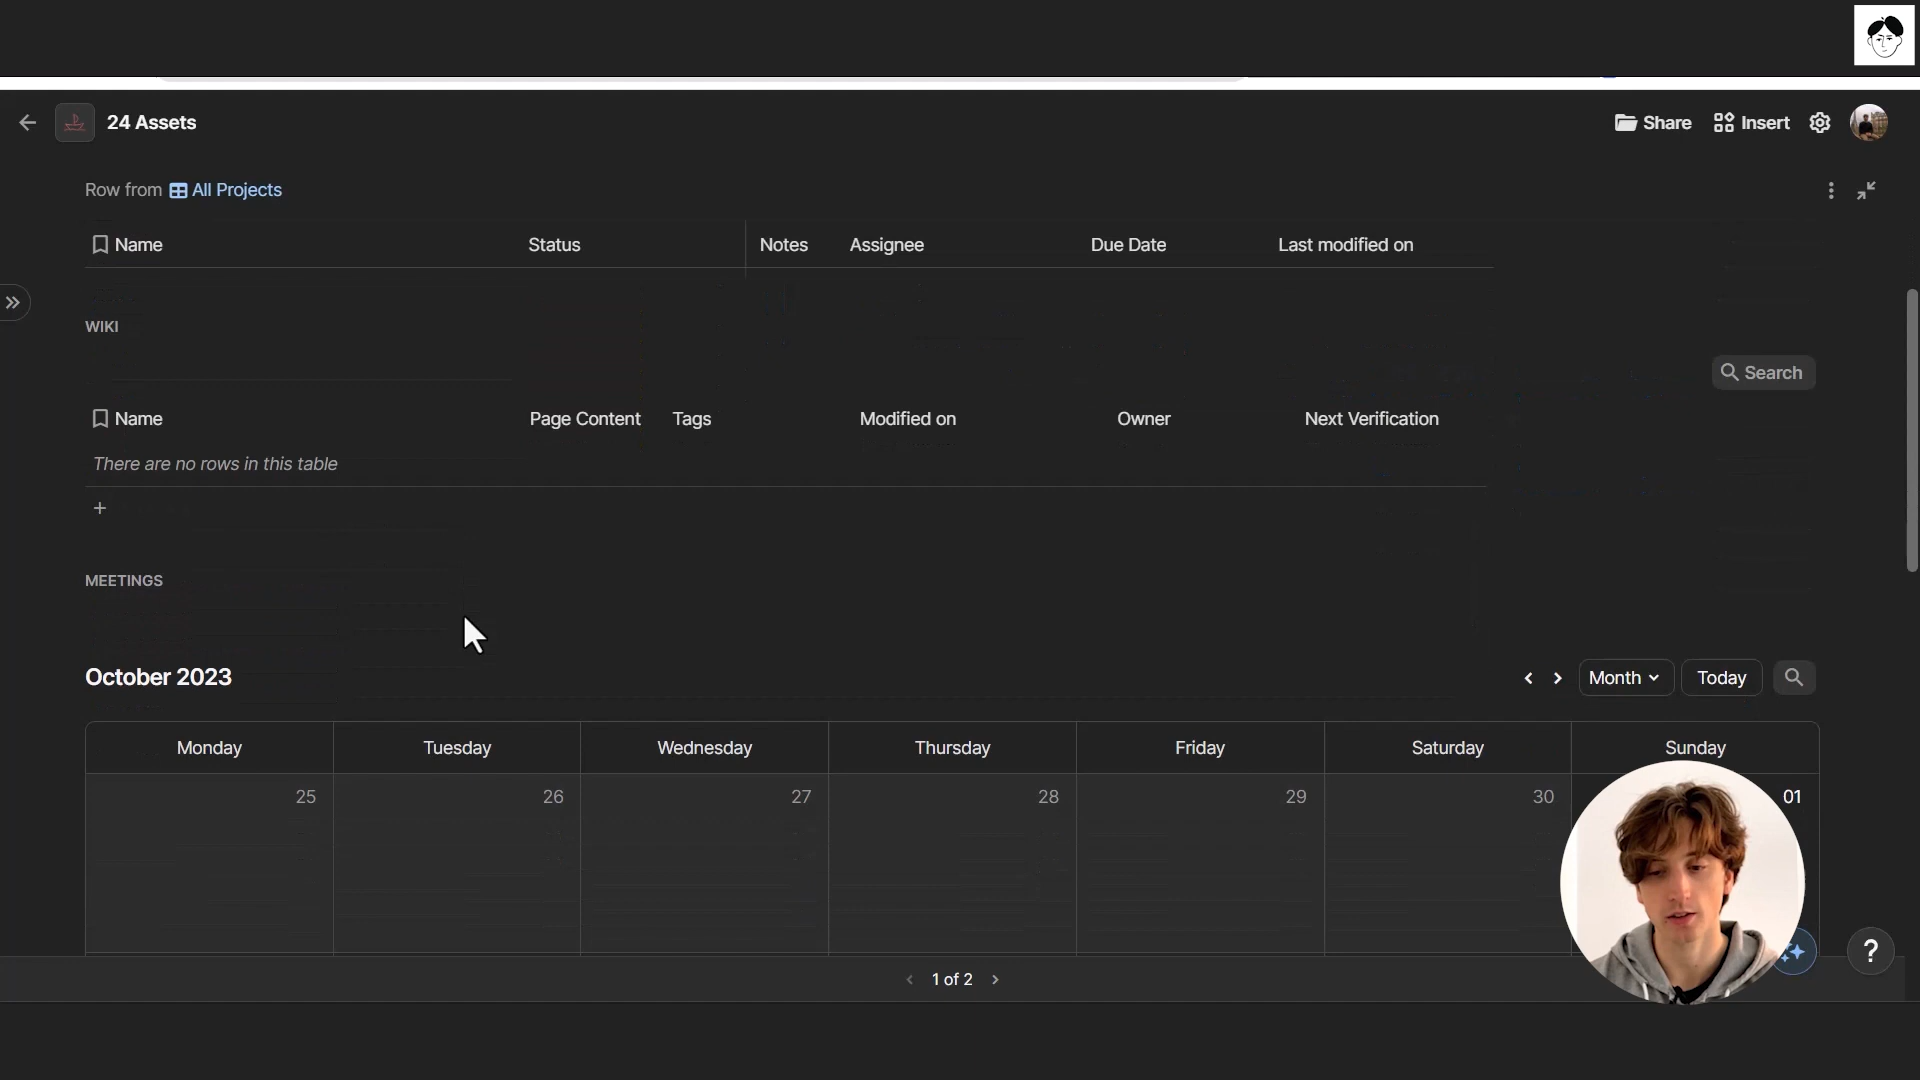 24 Assets
Share Insert
Row from All Projects
Name Status Notes Assignee Due Date Last modified on
WIKI
Search
Name Page Content Tags Modified on Owner Next Verification
There are no rows in this table
+
MEETINGS
October 2023
Month Today
Monday Tuesday Wednesday Thursday Friday Saturday Sunday
25 26 27 28 29 30 01
1 of 2
?